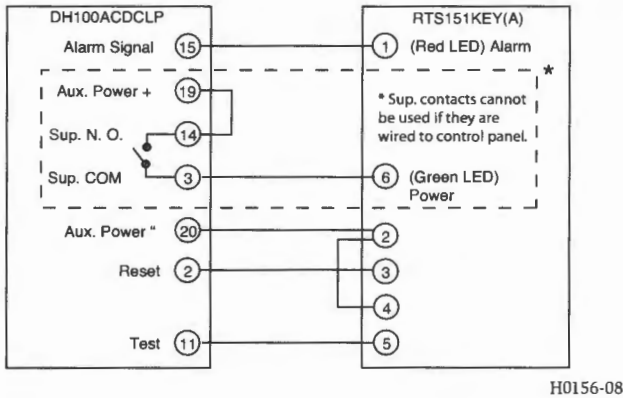 DH100ACDCLP
RTS151KEY(A)
Alarm Signal 15
1 (Red LED) Alarm
*
Aux. Power + 19
* Sup. contacts cannot
be used if they are
wired to control panel.
Sup. N. O. 14
Sup. COM 3
6 (Green LED)
Power
Aux. Power " 20
2
Reset 2
3
4
Test 11
5
H0156-08